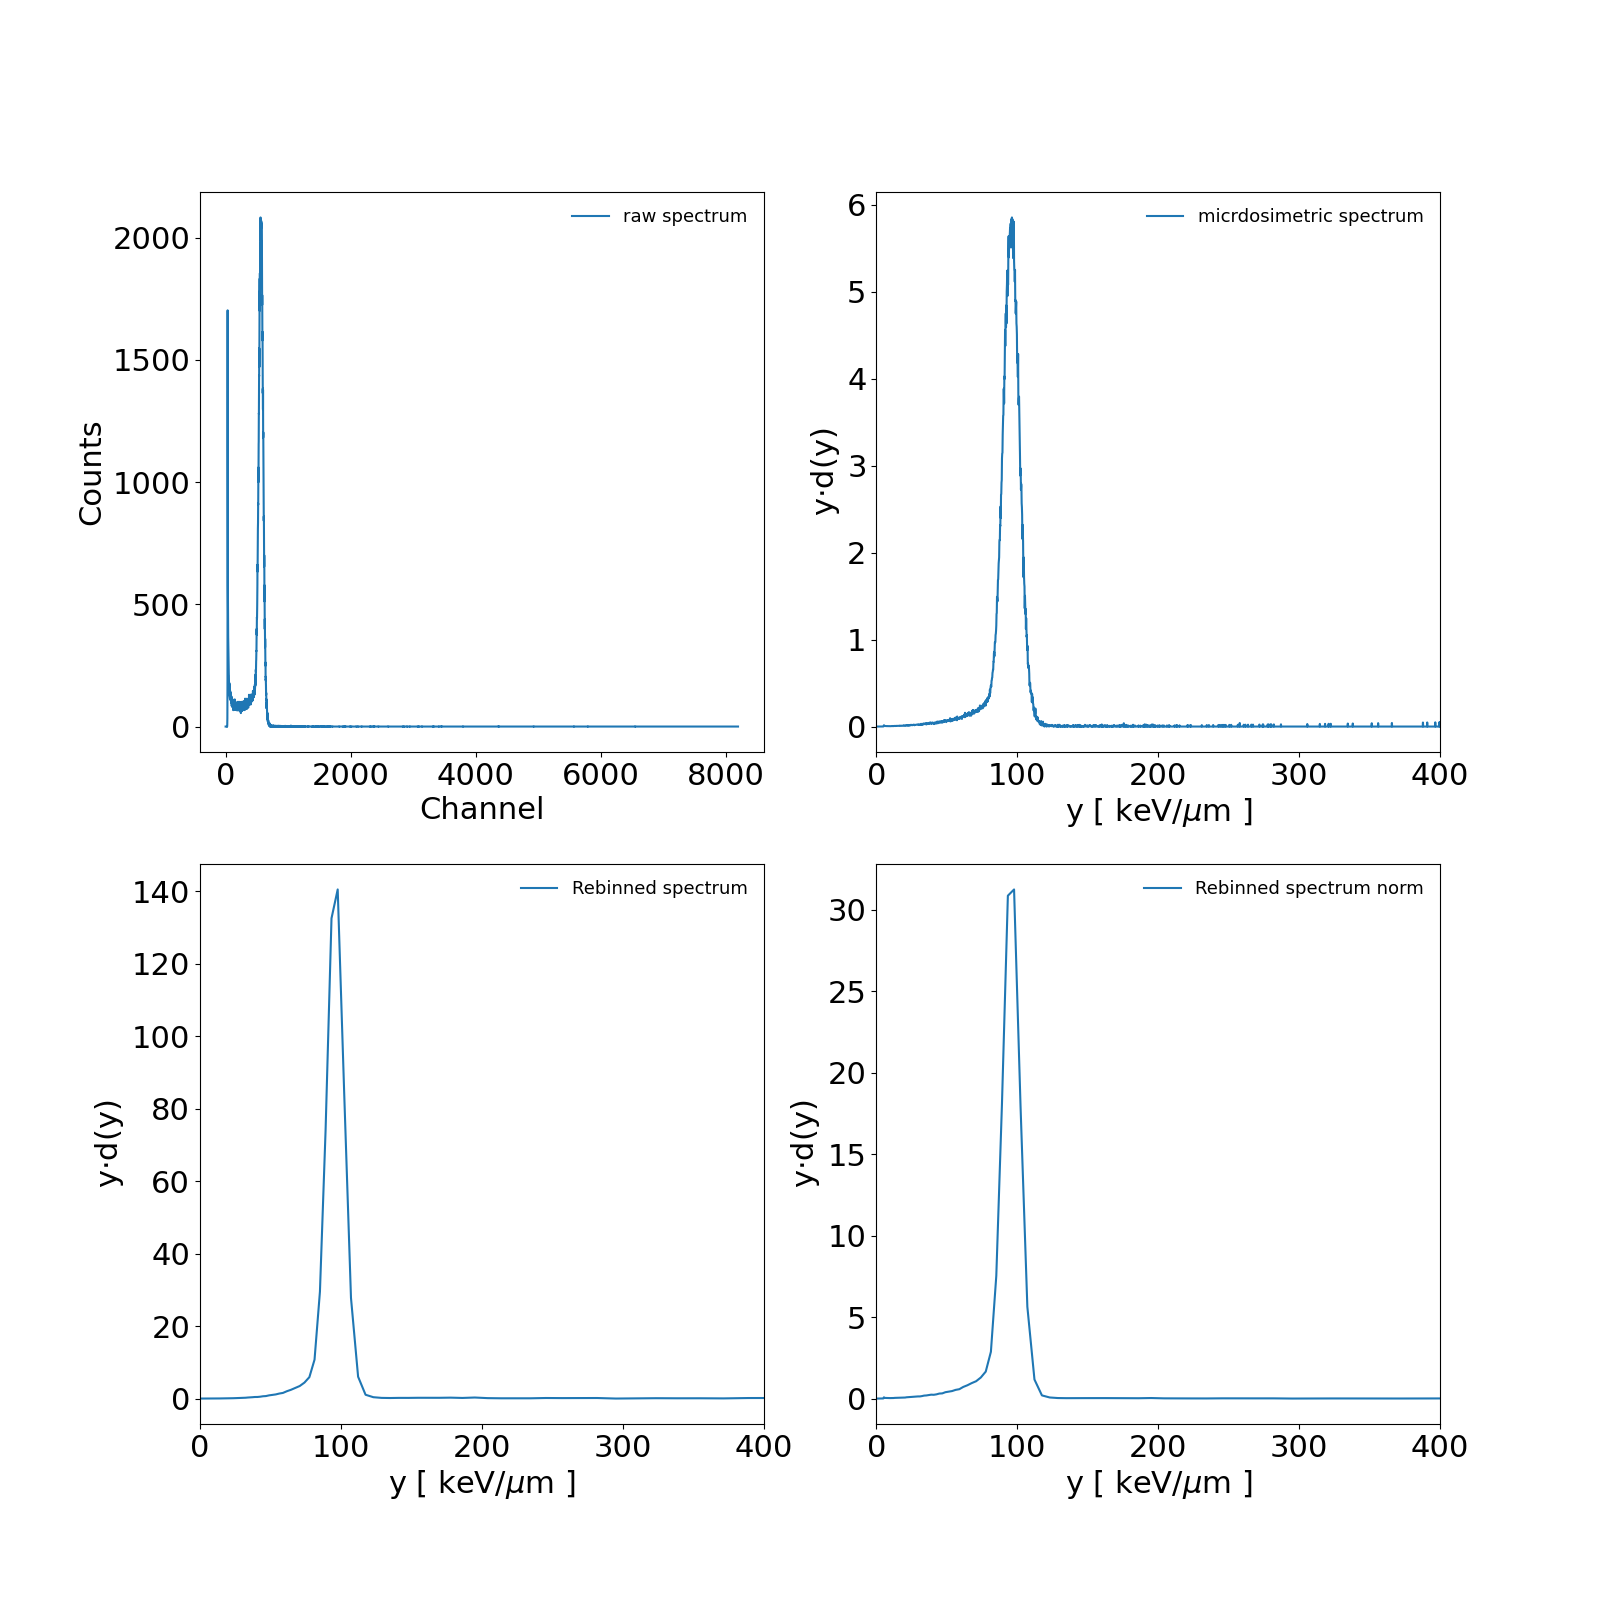 raw spectrum
2000
1500
1000
500
0
Counts
0 2000 4000 6000 8000
Channel
micrdosimetric spectrum
6
5
4
3
2
1
0
y·d(y)
0 100 200 300 400
y [ keV/μm ]
Rebinned spectrum
140
120
100
80
60
40
20
0
y·d(y)
0 100 200 300 400
y [ keV/μm ]
Rebinned spectrum norm
30
25
20
15
10
5
0
y·d(y)
0 100 200 300 400
y [ keV/μm ]